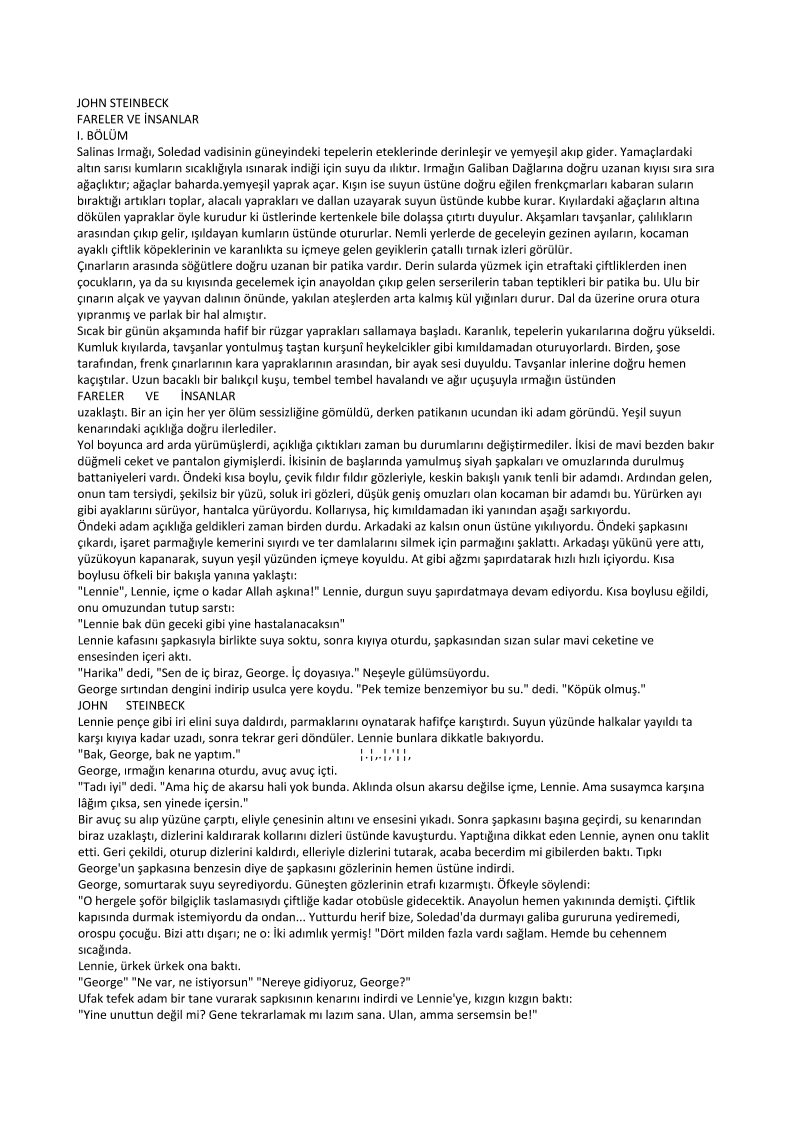 JOHN STEINBECK
FARELER VE İNSANLAR
I. BÖLÜM
Salinas Irmağı, Soledad vadisinin güneyindeki tepelerin eteklerinde derinleşir ve yemyeşil akıp gider. Yamaçlardaki
altın sarısı kumların sıcaklığıyla ısınarak indiği için suyu da ılıktır. Irmağın Galiban Dağlarına doğru uzanan kıyısı sıra sıra
ağaçlıktır; ağaçlar baharda.yemyeşil yaprak açar. Kışın ise suyun üstüne doğru eğilen frenkçınarları kabaran suların
bıraktığı artıkları toplar, alacalı yaprakları ve dallan uzayarak suyun üstünde kubbe kurar. Kıyılardaki ağaçların altına
dökülen yapraklar öyle kurudur ki üstlerinde kertenkele bile dolaşsa çıtırtı duyulur. Akşamları tavşanlar, çalılıkların
arasından çıkıp gelir, ışıldayan kumların üstünde otururlar. Nemli yerlerde de geceleyin gezinen ayıların, kocaman
ayaklı çiftlik köpeklerinin ve karanlıkta su içmeye gelen geyiklerin çatallı tırnak izleri görülür.
Çınarların arasında söğütlere doğru uzanan bir patika vardır. Derin sularda yüzmek için etraftaki çiftliklerden inen
çocukların, ya da su kıyısında gecelemek için anayoldan çıkıp gelen serserilerin taban teptikleri bir patika bu. Ulu bir
çınarın alçak ve yayvan dalının önünde, yakılan ateşlerden arta kalmış kül yığınları durur. Dal da üzerine orura otura
yıpranmış ve parlak bir hal almıştır.
Sıcak bir günün akşamında hafif bir rüzgar yaprakları sallamaya başladı. Karanlık, tepelerin yukarılarına doğru yükseldi.
Kumluk kıyılarda, tavşanlar yontulmuş taştan kurşunî heykelcikler gibi kımıldamadan oturuyorlardı. Birden, şose
tarafından, frenk çınarlarının kara yapraklarının arasından, bir ayak sesi duyuldu. Tavşanlar inlerine doğru hemen
kaçıştılar. Uzun bacaklı bir balıkçıl kuşu, tembel tembel havalandı ve ağır uçuşuyla ırmağın üstünden
FARELER VE İNSANLAR
uzaklaştı. Bir an için her yer ölüm sessizliğine gömüldü, derken patikanın ucundan iki adam göründü. Yeşil suyun
kenarındaki açıklığa doğru ilerlediler.
Yol boyunca ard arda yürümüşlerdi, açıklığa çıktıkları zaman bu durumlarını değiştirmediler. İkisi de mavi bezden bakır
düğmeli ceket ve pantalon giymişlerdi. İkisinin de başlarında yamulmuş siyah şapkaları ve omuzlarında durulmuş
battaniyeleri vardı. Öndeki kısa boylu, çevik fıldır fıldır gözleriyle, keskin bakışlı yanık tenli bir adamdı. Ardından gelen,
onun tam tersiydi, şekilsiz bir yüzü, soluk iri gözleri, düşük geniş omuzları olan kocaman bir adamdı bu. Yürürken ayı
gibi ayaklarını sürüyor, hantalca yürüyordu. Kollarıysa, hiç kımıldamadan iki yanından aşağı sarkıyordu.
Öndeki adam açıklığa geldikleri zaman birden durdu. Arkadaki az kalsın onun üstüne yıkılıyordu. Öndeki şapkasını
çıkardı, işaret parmağıyle kemerini sıyırdı ve ter damlalarını silmek için parmağını şaklattı. Arkadaşı yükünü yere attı,
yüzükoyun kapanarak, suyun yeşil yüzünden içmeye koyuldu. At gibi ağzmı şapırdatarak hızlı hızlı içiyordu. Kısa
boylusu öfkeli bir bakışla yanına yaklaştı:
"Lennie", Lennie, içme o kadar Allah aşkına!" Lennie, durgun suyu şapırdatmaya devam ediyordu. Kısa boylusu eğildi,
onu omuzundan tutup sarstı:
"Lennie bak dün geceki gibi yine hastalanacaksın"
Lennie kafasını şapkasıyla birlikte suya soktu, sonra kıyıya oturdu, şapkasından sızan sular mavi ceketine ve
ensesinden içeri aktı.
"Harika" dedi, "Sen de iç biraz, George. İç doyasıya." Neşeyle gülümsüyordu.
George sırtından dengini indirip usulca yere koydu. "Pek temize benzemiyor bu su." dedi. "Köpük olmuş."
JOHN STEINBECK
Lennie pençe gibi iri elini suya daldırdı, parmaklarını oynatarak hafifçe karıştırdı. Suyun yüzünde halkalar yayıldı ta
karşı kıyıya kadar uzadı, sonra tekrar geri döndüler. Lennie bunlara dikkatle bakıyordu.
"Bak, George, bak ne yaptım." ¦.¦,.¦,'¦¦,
George, ırmağın kenarına oturdu, avuç avuç içti.
"Tadı iyi" dedi. "Ama hiç de akarsu hali yok bunda. Aklında olsun akarsu değilse içme, Lennie. Ama susaymca karşına
lâğım çıksa, sen yinede içersin."
Bir avuç su alıp yüzüne çarptı, eliyle çenesinin altını ve ensesini yıkadı. Sonra şapkasını başına geçirdi, su kenarından
biraz uzaklaştı, dizlerini kaldırarak kollarını dizleri üstünde kavuşturdu. Yaptığına dikkat eden Lennie, aynen onu taklit
etti. Geri çekildi, oturup dizlerini kaldırdı, elleriyle dizlerini tutarak, acaba becerdim mi gibilerden baktı. Tıpkı
George'un şapkasına benzesin diye de şapkasını gözlerinin hemen üstüne indirdi.
George, somurtarak suyu seyrediyordu. Güneşten gözlerinin etrafı kızarmıştı. Öfkeyle söylendi:
"O hergele şoför bilgiçlik taslamasıydı çiftliğe kadar otobüsle gidecektik. Anayolun hemen yakınında demişti. Çiftlik
kapısında durmak istemiyordu da ondan... Yutturdu herif bize, Soledad'da durmayı galiba gururuna yediremedi,
orospu çocuğu. Bizi attı dışarı; ne o: İki adımlık yermiş! "Dört milden fazla vardı sağlam. Hemde bu cehennem
sıcağında.
Lennie, ürkek ürkek ona baktı.
"George" "Ne var, ne istiyorsun" "Nereye gidiyoruz, George?"
Ufak tefek adam bir tane vurarak sapkısının kenarını indirdi ve Lennie'ye, kızgın kızgın baktı:
"Yine unuttun değil mi? Gene tekrarlamak mı lazım sana. Ulan, amma sersemsin be!"